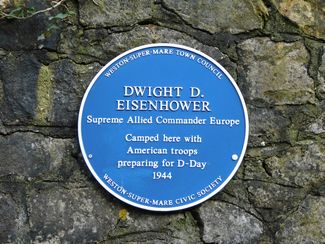 WESTON-SUPER-MARE TOWN COUNCIL
DWIGHT D.
EISENHOWER
Supreme Allied Commander Europe
Camped here with
American troops
preparing for D-Day
1944
WESTON-SUPER-MARE CIVIC SOCIETY